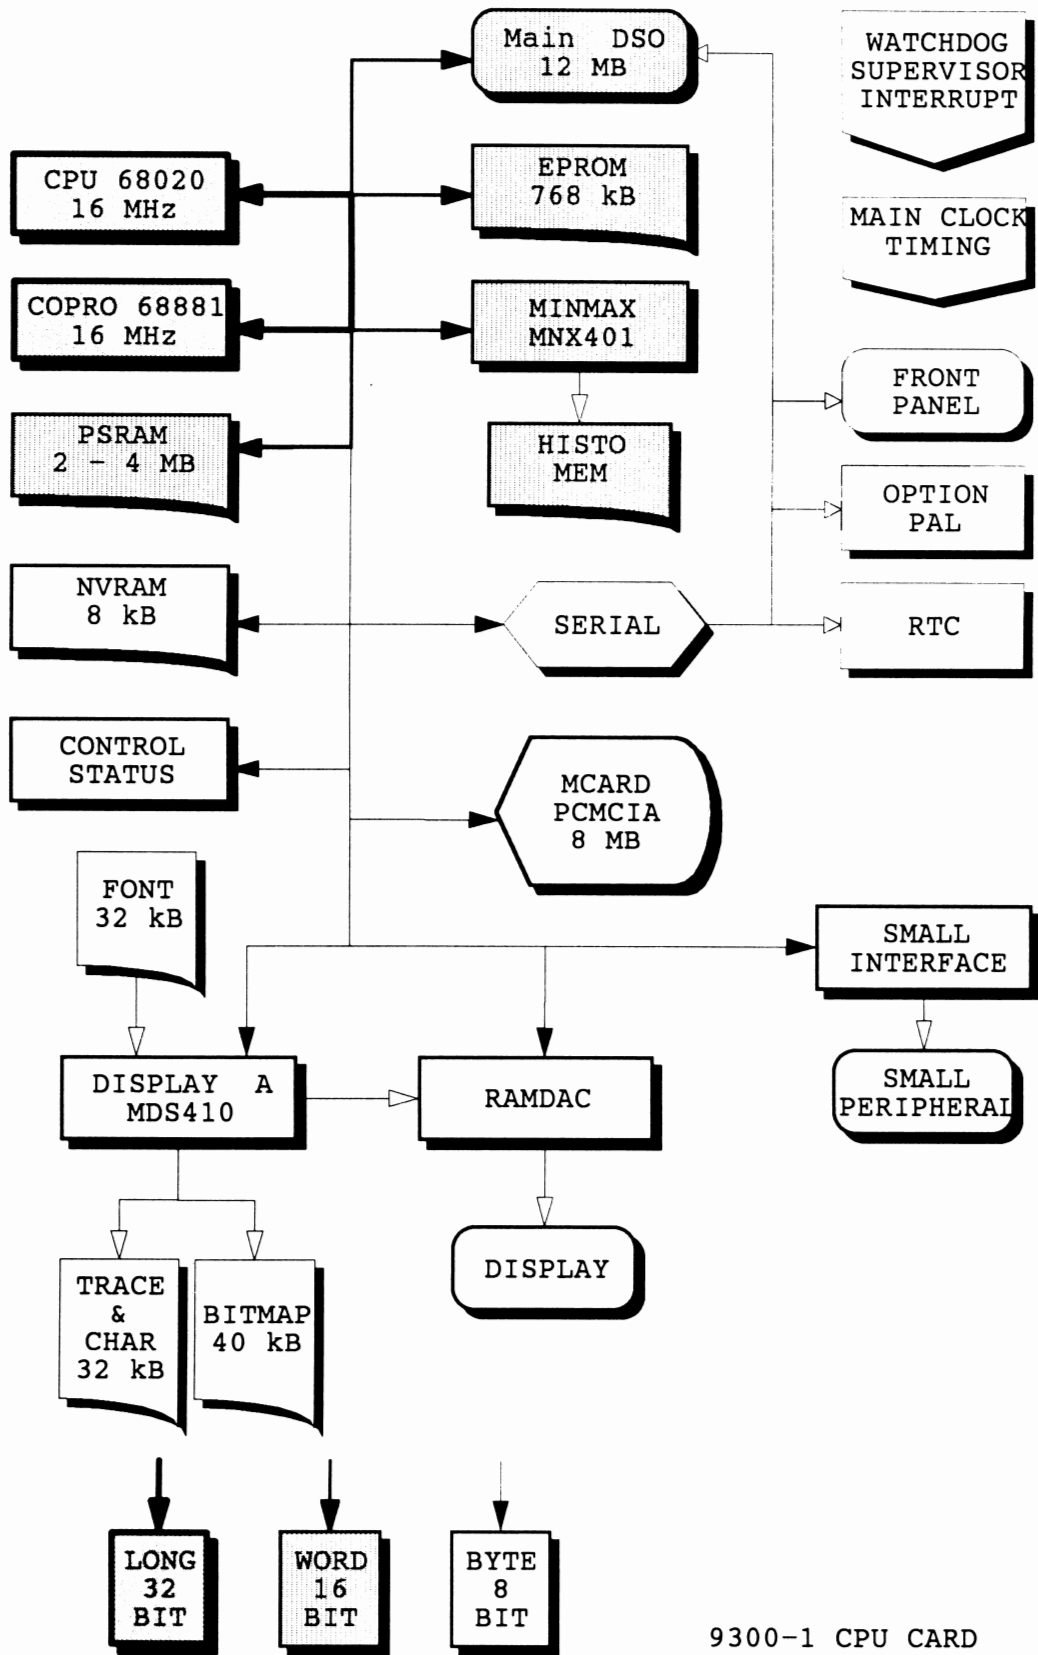 Main DSO
12 MB
WATCHDOG
SUPERVISOR
INTERRUPT
CPU 68020
16 MHz
EPROM
768 kB
MAIN CLOCK
TIMING
COPRO 68881
16 MHz
MINMAX
MNX401
FRONT
PANEL
PSRAM
2 - 4 MB
HISTO
MEM
OPTION
PAL
NVRAM
8 kB
SERIAL
RTC
CONTROL
STATUS
MCARD
PCMCIA
8 MB
FONT
32 kB
SMALL
INTERFACE
DISPLAY A
MDS410
RAMDAC
SMALL
PERIPHERAL
DISPLAY
TRACE
&
CHAR
32 kB
BITMAP
40 kB
LONG
32
BIT
WORD
16
BIT
BYTE
8
BIT
9300-1 CPU CARD